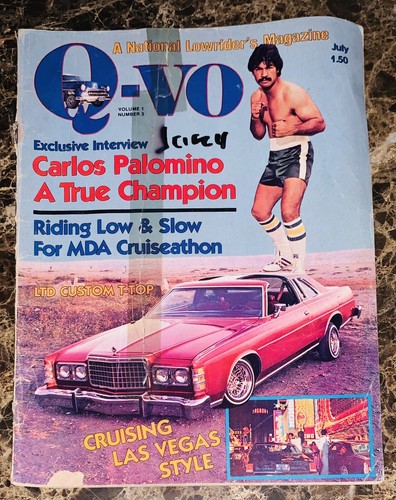 A National Lowrider's Magazine
Q-vo
July
1.50
VOLUME 1
NUMBER 3
Exclusive Interview
Carlos Palomino
A True Champion
Riding Low & Slow
For MDA Cruiseathon
LTD CUSTOM T-TOP
CRUISING
LAS VEGAS
STYLE